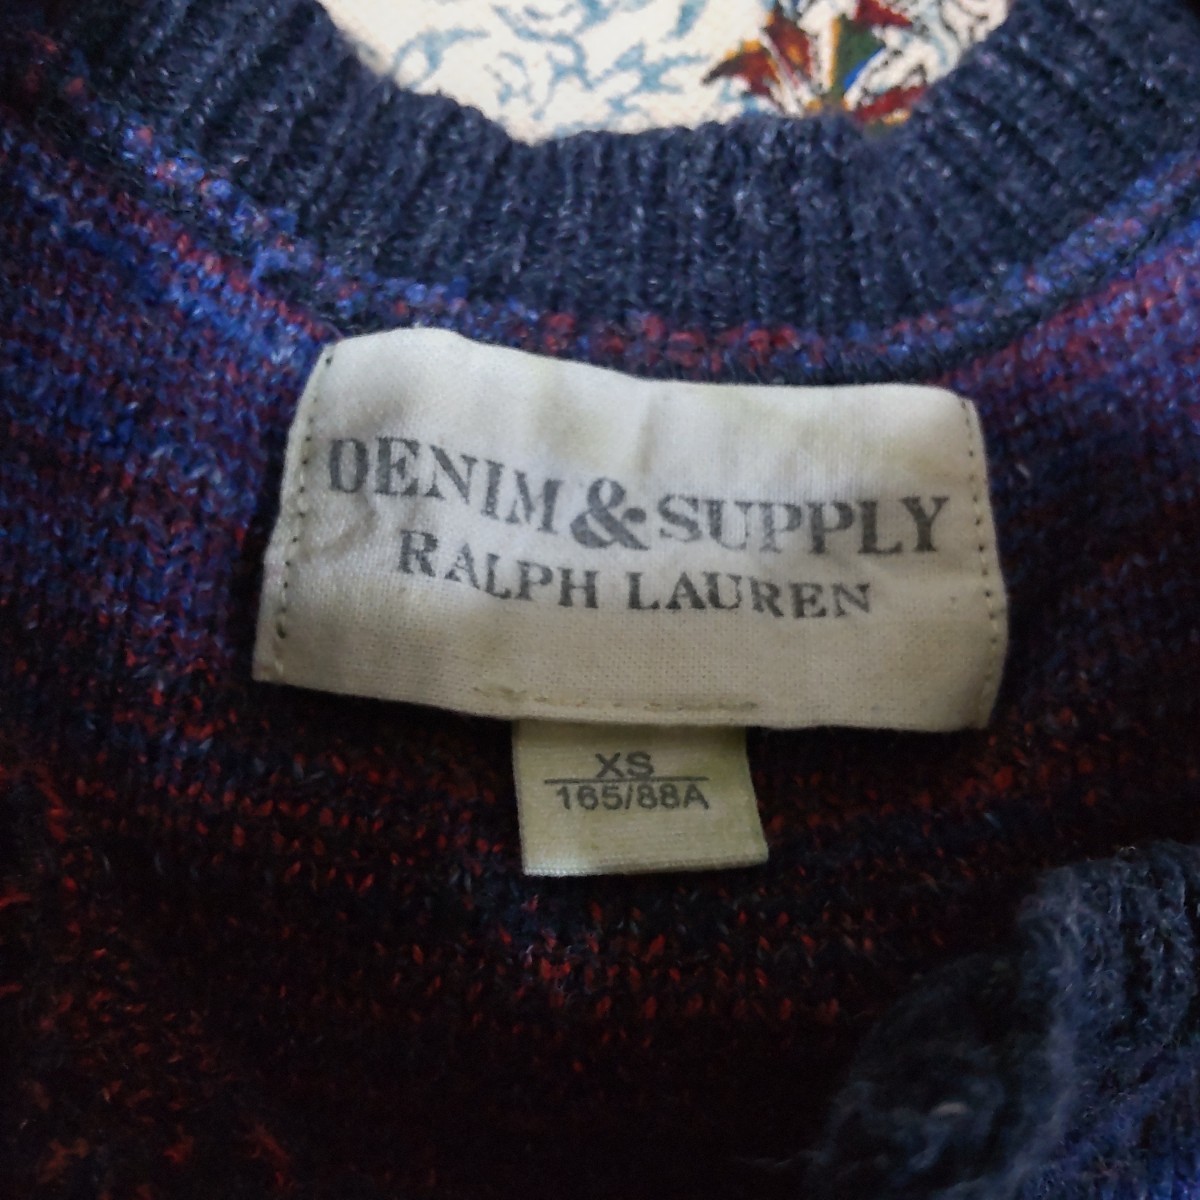 DENIM & SUPPLY
RALPH LAUREN
XS
165/88A